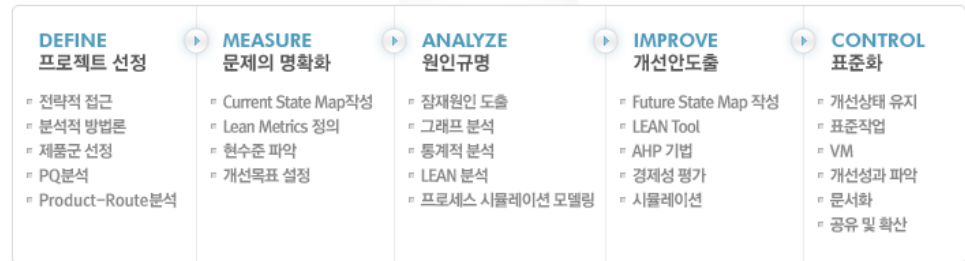 DEFINE
프로젝트 선정
전략적 접근
분석적 방법론
제품군 선정
PQ분석
Product-Route분석
MEASURE
문제의 명확화
Current State Map작성
Lean Metrics 정의
현수준 파악
개선목표 설정
ANALYZE
원인규명
잠재원인 도출
그래프 분석
통계적 분석
LEAN 분석
프로세스 시뮬레이션 모델링
IMPROVE
개선안도출
Future State Map 작성
LEAN Tool
AHP 기법
경제성 평가
시뮬레이션
CONTROL
표준화
개선상태 유지
표준작업
VM
개선성과 파악
문서화
공유 및 확산